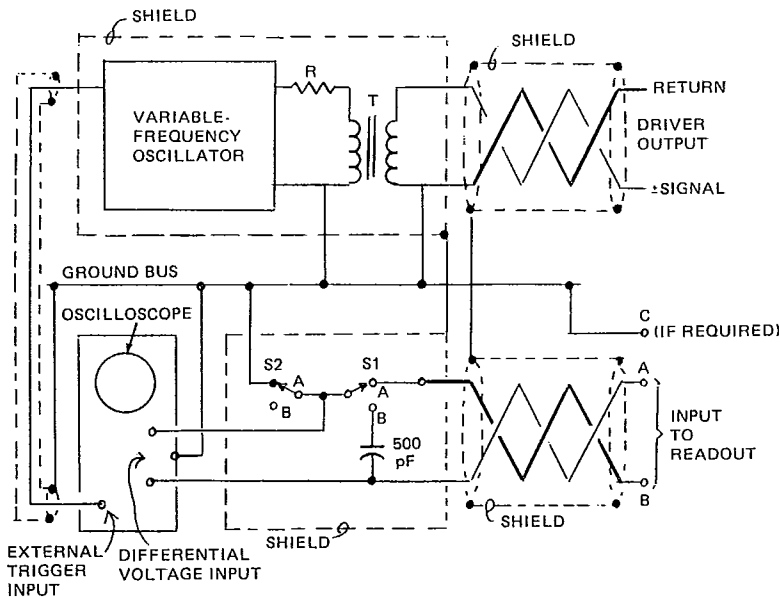 SHIELD
SHIELD
R
T
RETURN
VARIABLE-
FREQUENCY
OSCILLATOR
DRIVER
OUTPUT
±SIGNAL
GROUND BUS
OSCILLOSCOPE
C
(IF REQUIRED)
S2
S1
A
A
A
B
B
500
pF
INPUT
TO
READOUT
B
SHIELD
SHIELD
EXTERNAL
TRIGGER
INPUT
DIFFERENTIAL
VOLTAGE INPUT